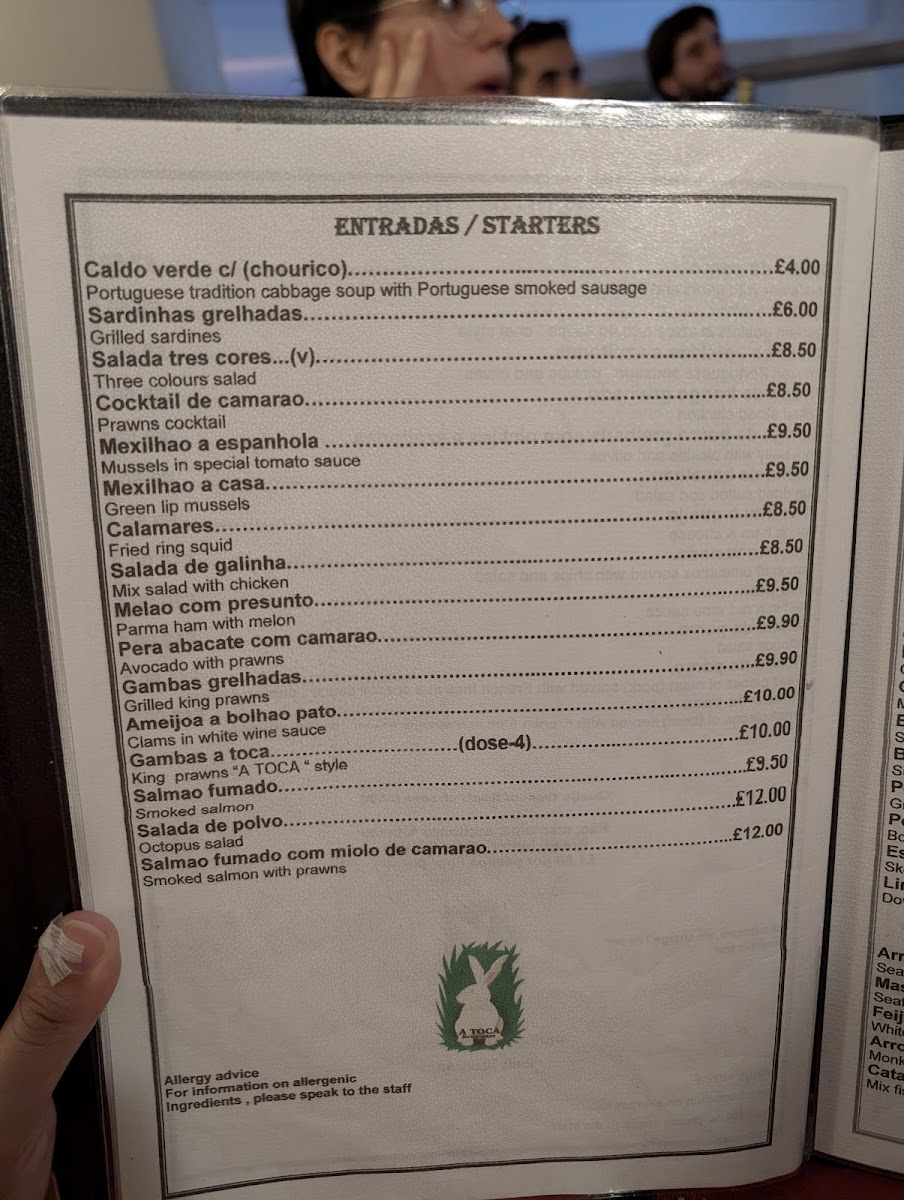 ENTRADAS / STARTERS
Caldo verde c/ (chourico)..........£4.00
Portuguese tradition cabbage soup with Portuguese smoked sausage
Sardinhas grelhadas..........£6.00
Grilled sardines
Salada tres cores...(v)..........£8.50
Three colours salad
Cocktail de camarao..........£8.50
Prawns cocktail
Mexilhao a espanhola ..........£9.50
Mussels in special tomato sauce
Mexilhao a casa..........£9.50
Green lip mussels
Calamares..........£8.50
Fried ring squid
Salada de galinha..........£8.50
Mix salad with chicken
Melao com presunto..........£9.50
Parma ham with melon
Pera abacate com camarao..........£9.90
Avocado with prawns
Gambas grelhadas..........£9.90
Grilled king prawns
Ameijoa a bolhao pato..........£10.00
Clams in white wine sauce
Gambas a toca..........(dose-4)..........£10.00
King prawns "A TOCA " style
Salmao fumado..........£9.50
Smoked salmon
Salada de polvo..........£12.00
Octopus salad
Salmao fumado com miolo de camarao..........£12.00
Smoked salmon with prawns
A TOCA
Allergy advice
For information on allergenic
Ingredients , please speak to the staff